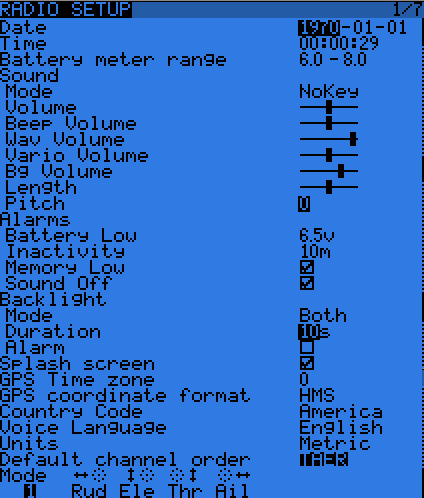 RADIO SETUP 1/7
Date 1970-01-01
Time 00:00:29
Battery meter range 6.0 - 8.0
Sound
Mode NoKey
Volume
Beep Volume
Wav Volume
Vario Volume
Bg Volume
Length
Pitch 0
Alarms
Battery Low 6.5v
Inactivity 10m
Memory Low
Sound Off
Backlight
Mode Both
Duration 10s
Alarm
Splash screen
GPS Time zone 0
GPS coordinate format HMS
Country Code America
Voice Language English
Units Metric
Default channel order TAER
Mode
1 Rud Ele Thr Ail